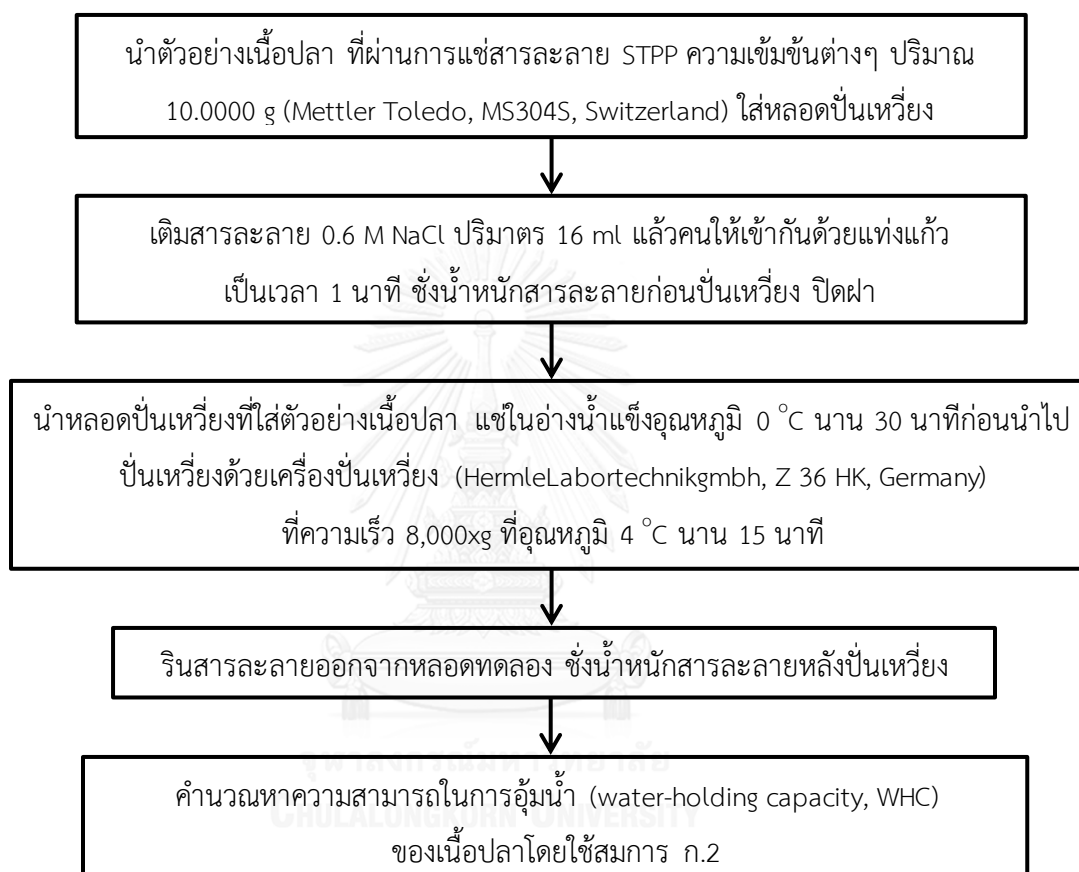 นำตัวอย่างเนื้อปลา ที่ผ่านการแช่สารละลาย STPP ความเข้มข้นต่างๆ ปริมาณ
10.0000 g (Mettler Toledo, MS304S, Switzerland) ใส่หลอดปั่นเหวี่ยง
เติมสารละลาย 0.6 M NaCl ปริมาตร 16 ml แล้วคนให้เข้ากันด้วยแท่งแก้ว
เป็นเวลา 1 นาที ชั่งน้ำหนักสารละลายก่อนปั่นเหวี่ยง ปิดฝา
นำหลอดปั่นเหวี่ยงที่ใส่ตัวอย่างเนื้อปลา แช่ในอ่างน้ำแข็งอุณหภูมิ 0 °C นาน 30 นาทีก่อนนำไป
ปั่นเหวี่ยงด้วยเครื่องปั่นเหวี่ยง (HermleLabortechnikgmbh, Z 36 HK, Germany)
ที่ความเร็ว 8,000xg ที่อุณหภูมิ 4 °C นาน 15 นาที
รินสารละลายออกจากหลอดทดลอง ชั่งน้ำหนักสารละลายหลังปั่นเหวี่ยง
จุฬาลงกรณ์มหาวิทยาลัย
คำนวณหาความสามารถในการอุ้มน้ำ (water-holding capacity, WHC)
CHULALONGKORN UNIVERSITY
ของเนื้อปลาโดยใช้สมการ ก.2